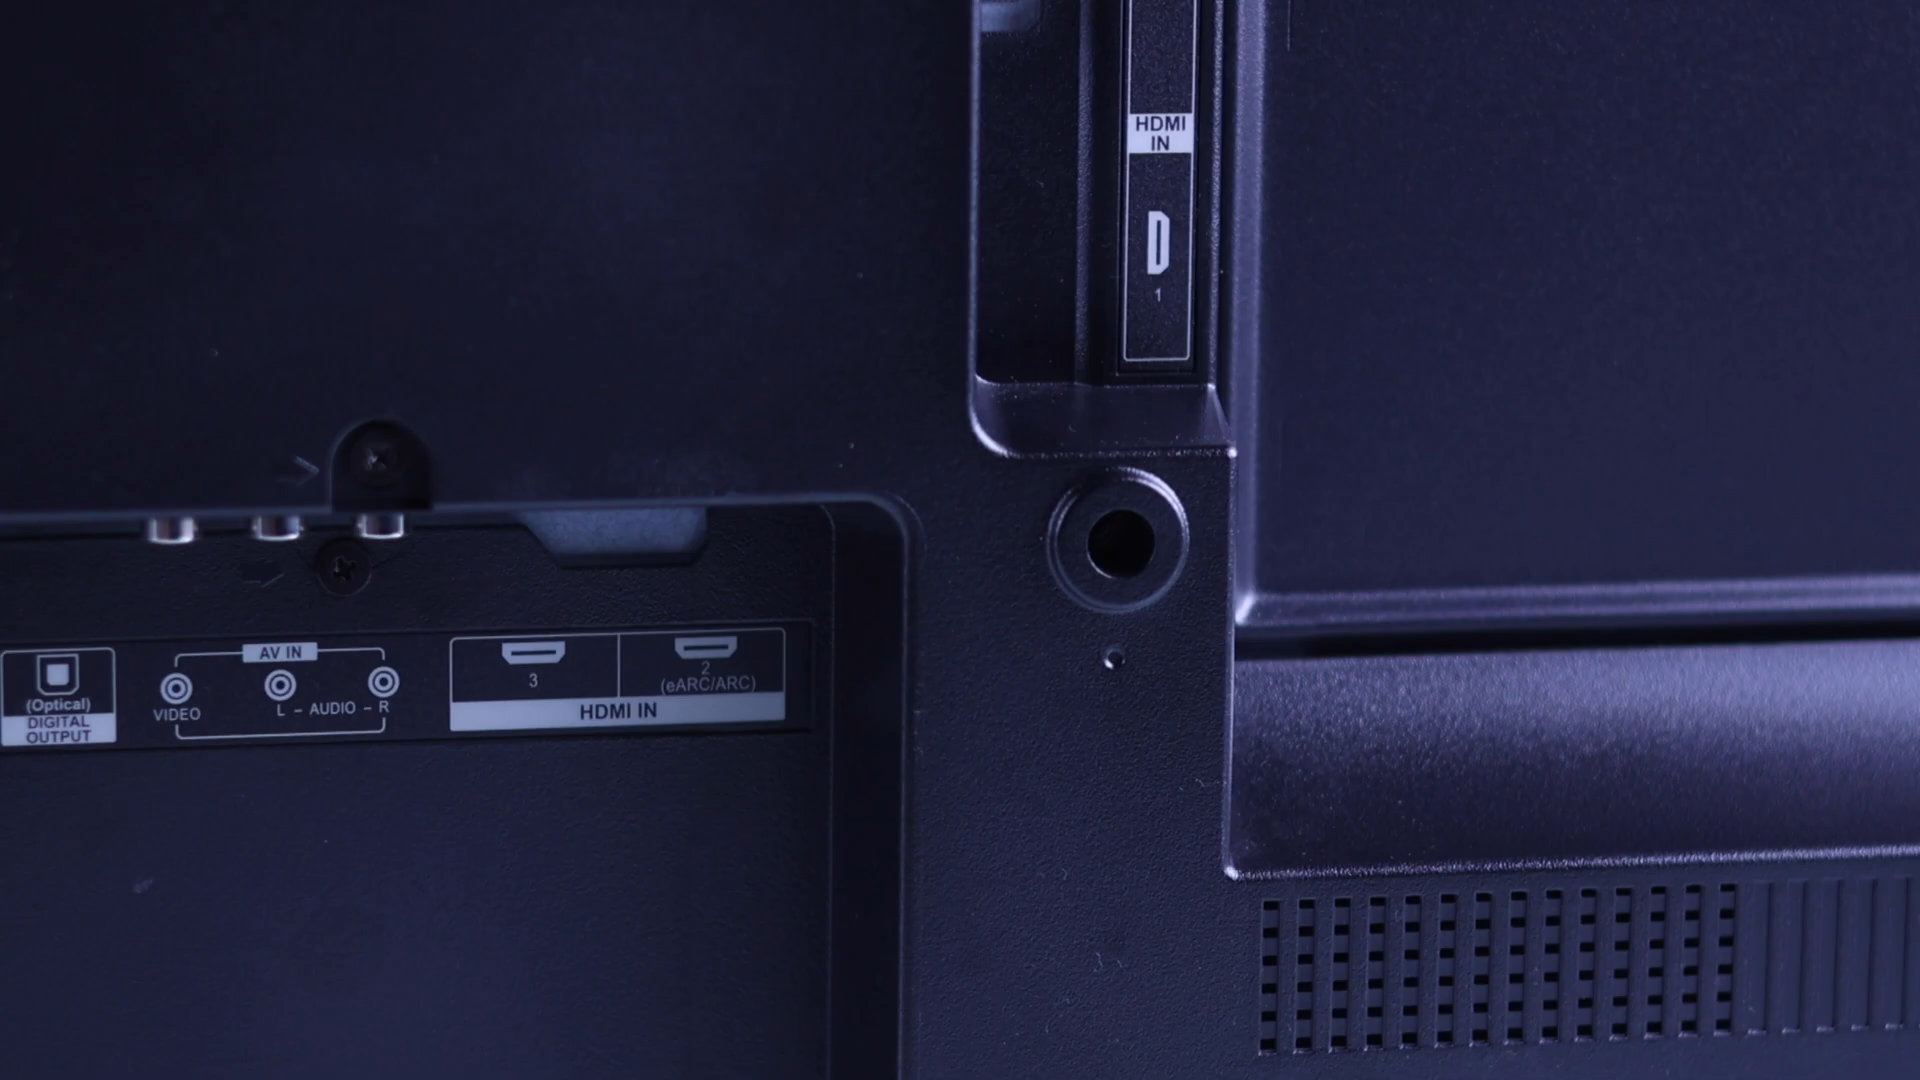 HDMI
IN
1
(Optical)
DIGITAL
OUTPUT
AV IN
VIDEO
L - AUDIO - R
3
2
(eARC/ARC)
HDMI IN